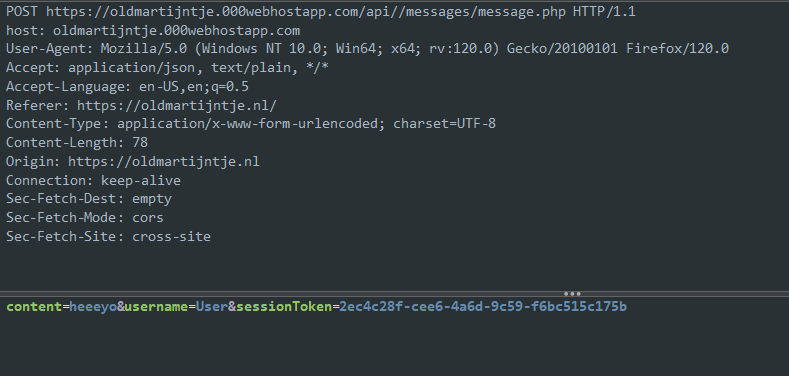 POST https://oldmartijntje.000webhostapp.com/api//messages/message.php HTTP/1.1
host: oldmartijntje.000webhostapp.com
User-Agent: Mozilla/5.0 (Windows NT 10.0; Win64; x64; rv:120.0) Gecko/20100101 Firefox/120.0
Accept: application/json, text/plain, */*
Accept-Language: en-US,en;q=0.5
Referer: https://oldmartijntje.nl/
Content-Type: application/x-www-form-urlencoded; charset=UTF-8
Content-Length: 78
Origin: https://oldmartijntje.nl
Connection: keep-alive
Sec-Fetch-Dest: empty
Sec-Fetch-Mode: cors
Sec-Fetch-Site: cross-site
content=heeeyo&username=User&sessionToken=2ec4c28f-cee6-4a6d-9c59-f6bc515c175b